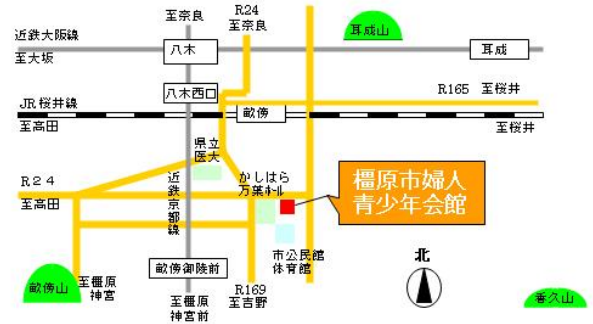 至奈良
R24
至奈良
耳成山
近鉄大阪線
至大坂
八木
耳成
八木西口
R165 至桜井
JR桜井線
至高田
畝傍
至桜井
県立
医大
R24
至高田
近鉄京都線
かしはら
万葉ホール
橿原市婦人
青少年会館
市公民館
体育館
北
畝傍山
至橿原
神宮
畝傍御陵前
至橿原
神宮前
R169
至吉野
香久山